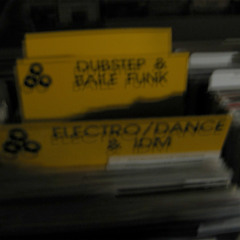 DUBSTEP &
BAILE FUNK
ELECTRO/DANCE
& IDM